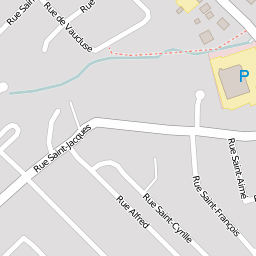 Rue Sain
Rue de Vaucluse
Rue
P
Rue Saint-Jacques
Rue Saint-Aimé
Rue Alfred
Rue Saint-Cyrille
Rue Saint-François